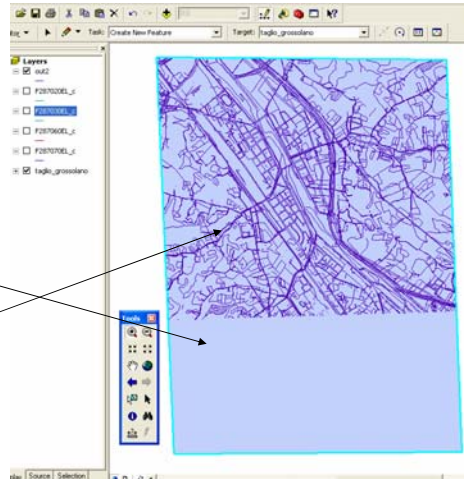 Task: Create New Feature Target: taglio_grossolano
Layers
out2
F287020EL_c
F287030EL_c
F287060EL_c
F287070EL_c
taglio_grossolano
Tools
Source Selection